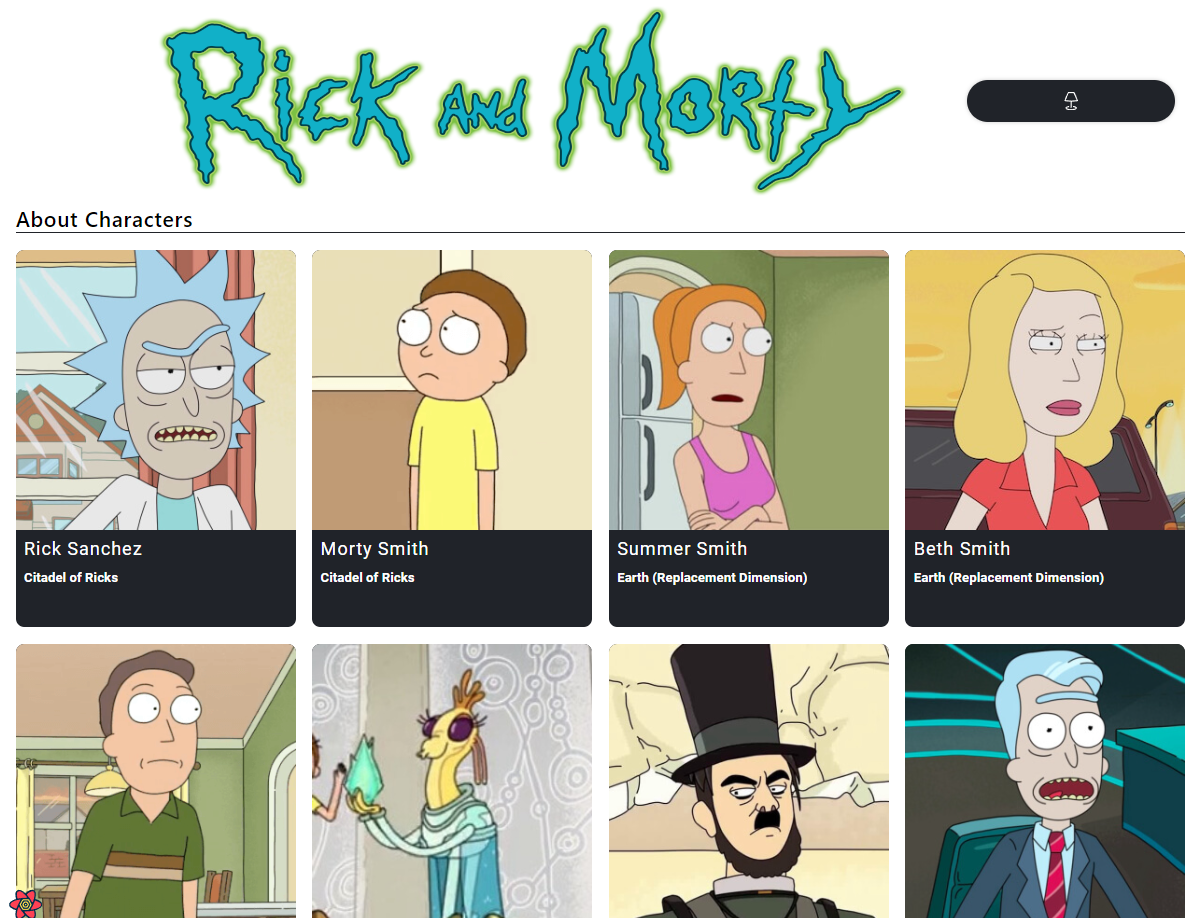 Rick and Morty
About Characters
Rick Sanchez
Citadel of Ricks
Morty Smith
Citadel of Ricks
Summer Smith
Earth (Replacement Dimension)
Beth Smith
Earth (Replacement Dimension)